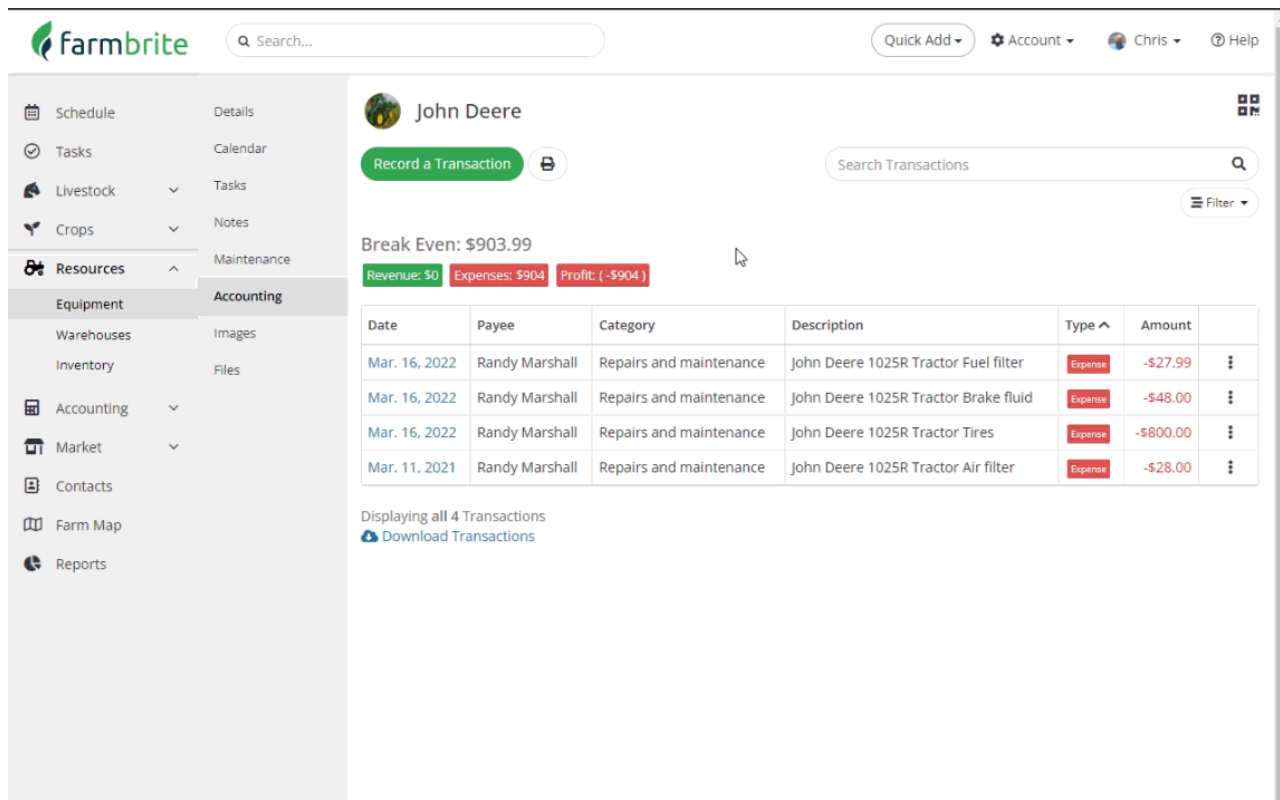 farmbrite
Search...
Quick Add
Account
Chris
Help
Schedule
Tasks
Livestock
Crops
Resources
Equipment
Warehouses
Inventory
Accounting
Market
Contacts
Farm Map
Reports
Details
Calendar
Tasks
Notes
Maintenance
Accounting
Images
Files
John Deere
Record a Transaction
Search Transactions
Filter
Break Even: $903.99
Revenue: $0 Expenses: $904 Profit: ( -$904 )
Date Payee Category Description Type Amount
Mar. 16, 2022 Randy Marshall Repairs and maintenance John Deere 1025R Tractor Fuel filter Expense -$27.99
Mar. 16, 2022 Randy Marshall Repairs and maintenance John Deere 1025R Tractor Brake fluid Expense -$48.00
Mar. 16, 2022 Randy Marshall Repairs and maintenance John Deere 1025R Tractor Tires Expense -$800.00
Mar. 11, 2021 Randy Marshall Repairs and maintenance John Deere 1025R Tractor Air filter Expense -$28.00
Displaying all 4 Transactions
Download Transactions